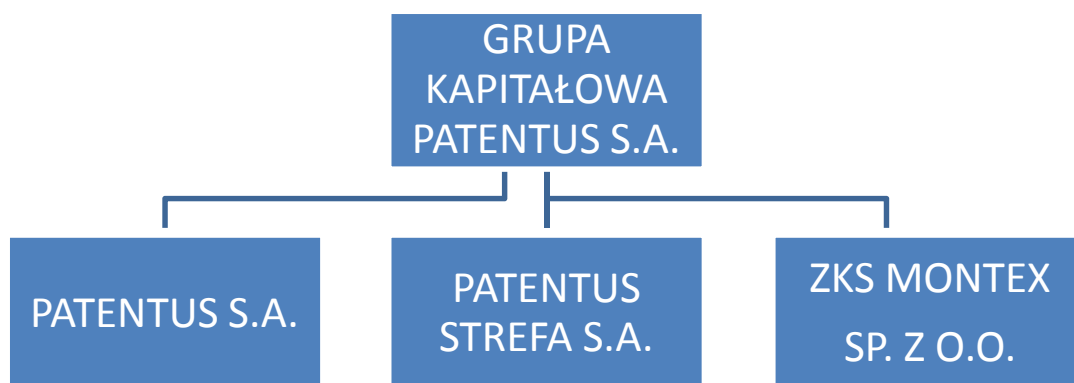 GRUPA
KAPITAŁOWA
PATENTUS S.A.
PATENTUS S.A.
PATENTUS
STREFA S.A.
ZKS MONTEX
SP. Z O.O.